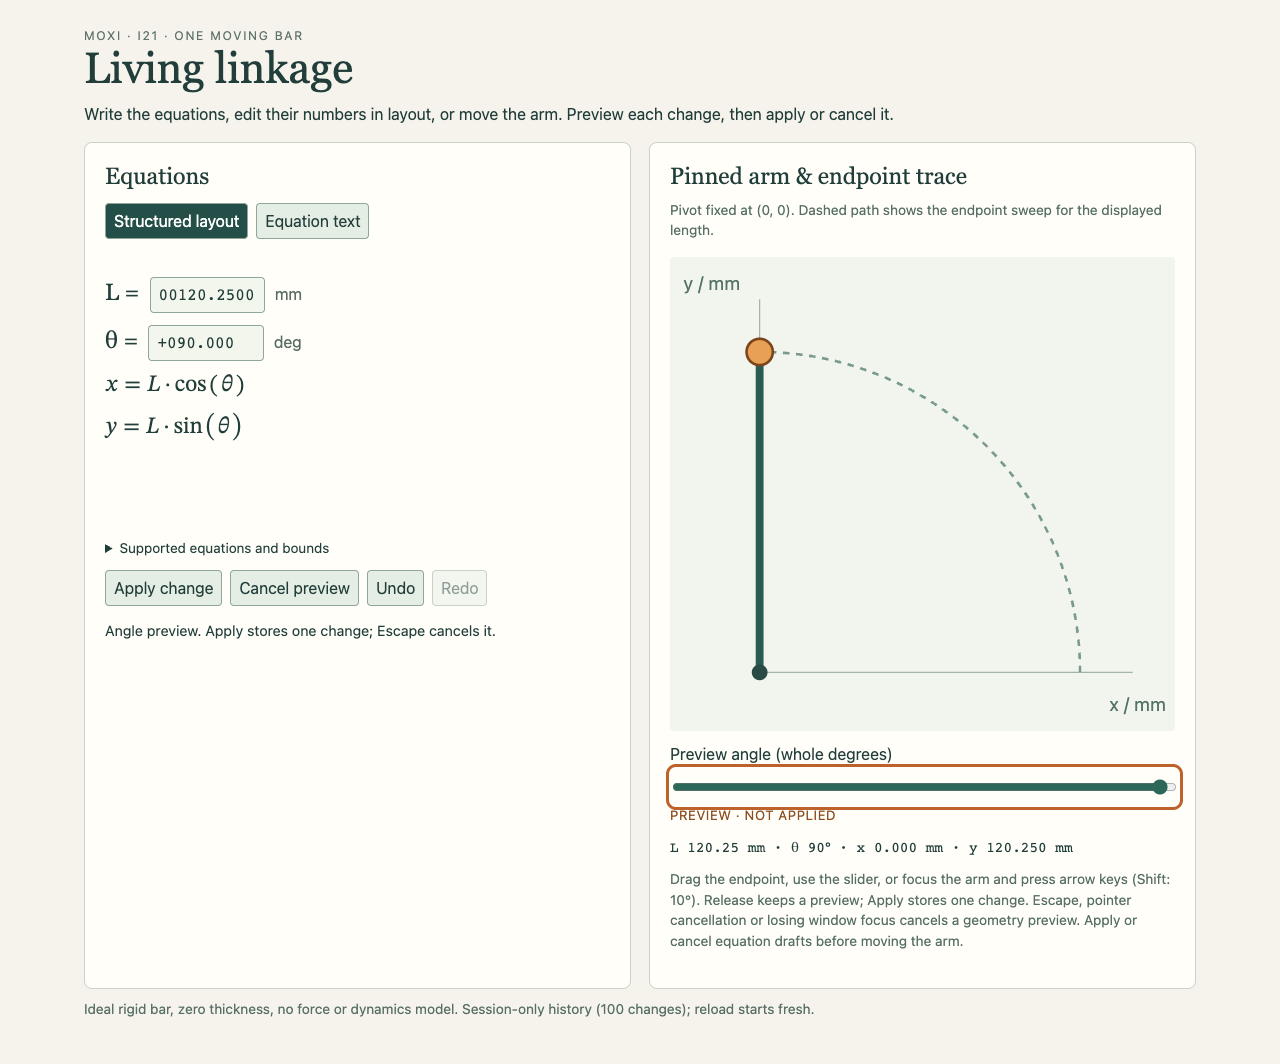 MOXI · I21 · ONE MOVING BAR
Living linkage
Write the equations, edit their numbers in layout, or move the arm. Preview each change, then apply or cancel it.
Equations
Structured layout
Equation text
L = 00120.2500 mm
θ = +090.000 deg
x = L · cos(θ)
y = L · sin(θ)
▶ Supported equations and bounds
Apply change
Cancel preview
Undo
Redo
Angle preview. Apply stores one change; Escape cancels it.
Pinned arm & endpoint trace
Pivot fixed at (0, 0). Dashed path shows the endpoint sweep for the displayed
length.
y / mm
x / mm
Preview angle (whole degrees)
PREVIEW · NOT APPLIED
L 120.25 mm · θ 90° · x 0.000 mm · y 120.250 mm
Drag the endpoint, use the slider, or focus the arm and press arrow keys (Shift:
10°). Release keeps a preview; Apply stores one change. Escape, pointer
cancellation or losing window focus cancels a geometry preview. Apply or
cancel equation drafts before moving the arm.
Ideal rigid bar, zero thickness, no force or dynamics model. Session-only history (100 changes); reload starts fresh.